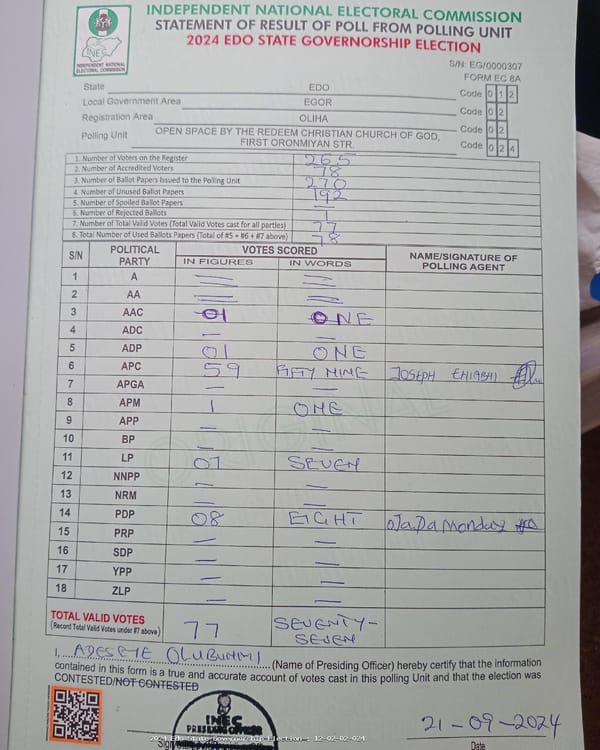 INDEPENDENT NATIONAL ELECTORAL COMMISSION
STATEMENT OF RESULT OF POLL FROM POLLING UNIT
2024 EDO STATE GOVERNORSHIP ELECTION
INEC
INDEPENDENT NATIONAL
ELECTORAL COMMISSION
S/N: EG/0000307
FORM EC 8A
State EDO Code 0 1 2
Local Government Area EGOR Code 0 2
Registration Area OLIHA Code 0 2
Polling Unit OPEN SPACE BY THE REDEEM CHRISTIAN CHURCH OF GOD, FIRST ORONMIYAN STR. Code 0 2 4
1. Number of Voters on the Register 265
2. Number of Accredited Voters 78
3. Number of Ballot Papers Issued to the Polling Unit 270
4. Number of Unused Ballot Papers 192
5. Number of Spoiled Ballot Papers —
6. Number of Rejected Ballots 1
7. Number of Total Valid Votes (Total Valid Votes cast for all parties) 77
8. Total Number of Used Ballots Papers (Total of #5 + #6 + #7 above) 78
S/N POLITICAL PARTY VOTES SCORED NAME/SIGNATURE OF POLLING AGENT
IN FIGURES IN WORDS
1 A — —
2 AA — —
3 AAC 01 ONE
4 ADC — —
5 ADP 01 ONE
6 APC 59 FIFTY NINE JOSEPH EHIGBAI
7 APGA — —
8 APM 1 ONE
9 APP — —
10 BP — —
11 LP 07 SEVEN
12 NNPP — —
13 NRM — —
14 PDP 08 EIGHT OJaDa Monday
15 PRP — —
16 SDP — —
17 YPP — —
18 ZLP — —
TOTAL VALID VOTES
(Record Total Valid Votes under #7 above) 77 SEVENTY-SEVEN
I, ADESEYE OLUBUNMI (Name of Presiding Officer) hereby certify that the information
contained in this form is a true and accurate account of votes cast in this polling Unit and that the election was
CONTESTED/NOT CONTESTED
INEC
21-09-2024
Date
2024 Edo State Governorship Election - 12-02-02-024